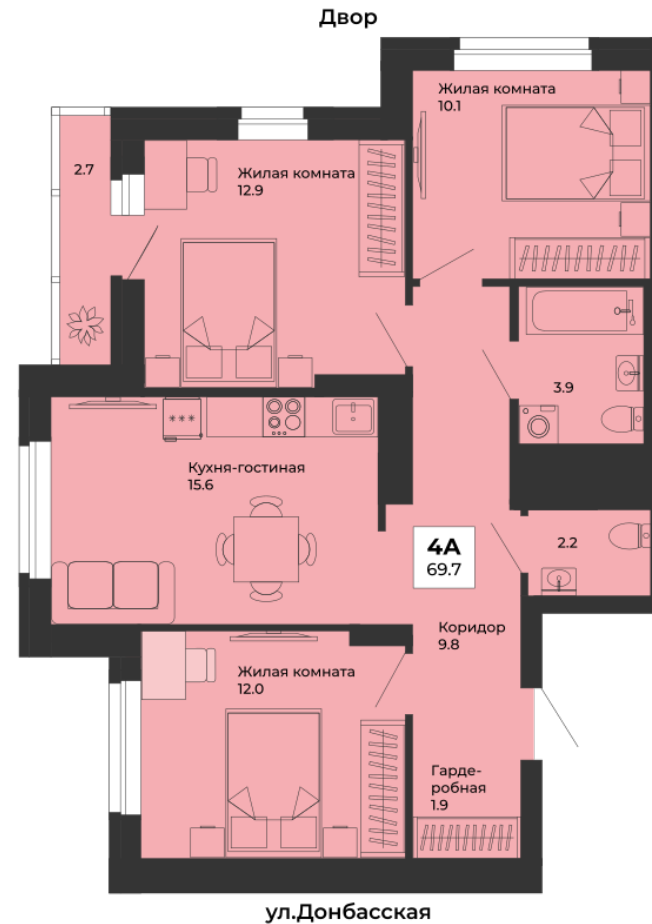 Двор
Жилая комната
10.1
2.7
Жилая комната
12.9
3.9
Кухня-гостиная
15.6
4А
69.7
2.2
Коридор
9.8
Жилая комната
12.0
Гарде-
робная
1.9
ул.Донбасская